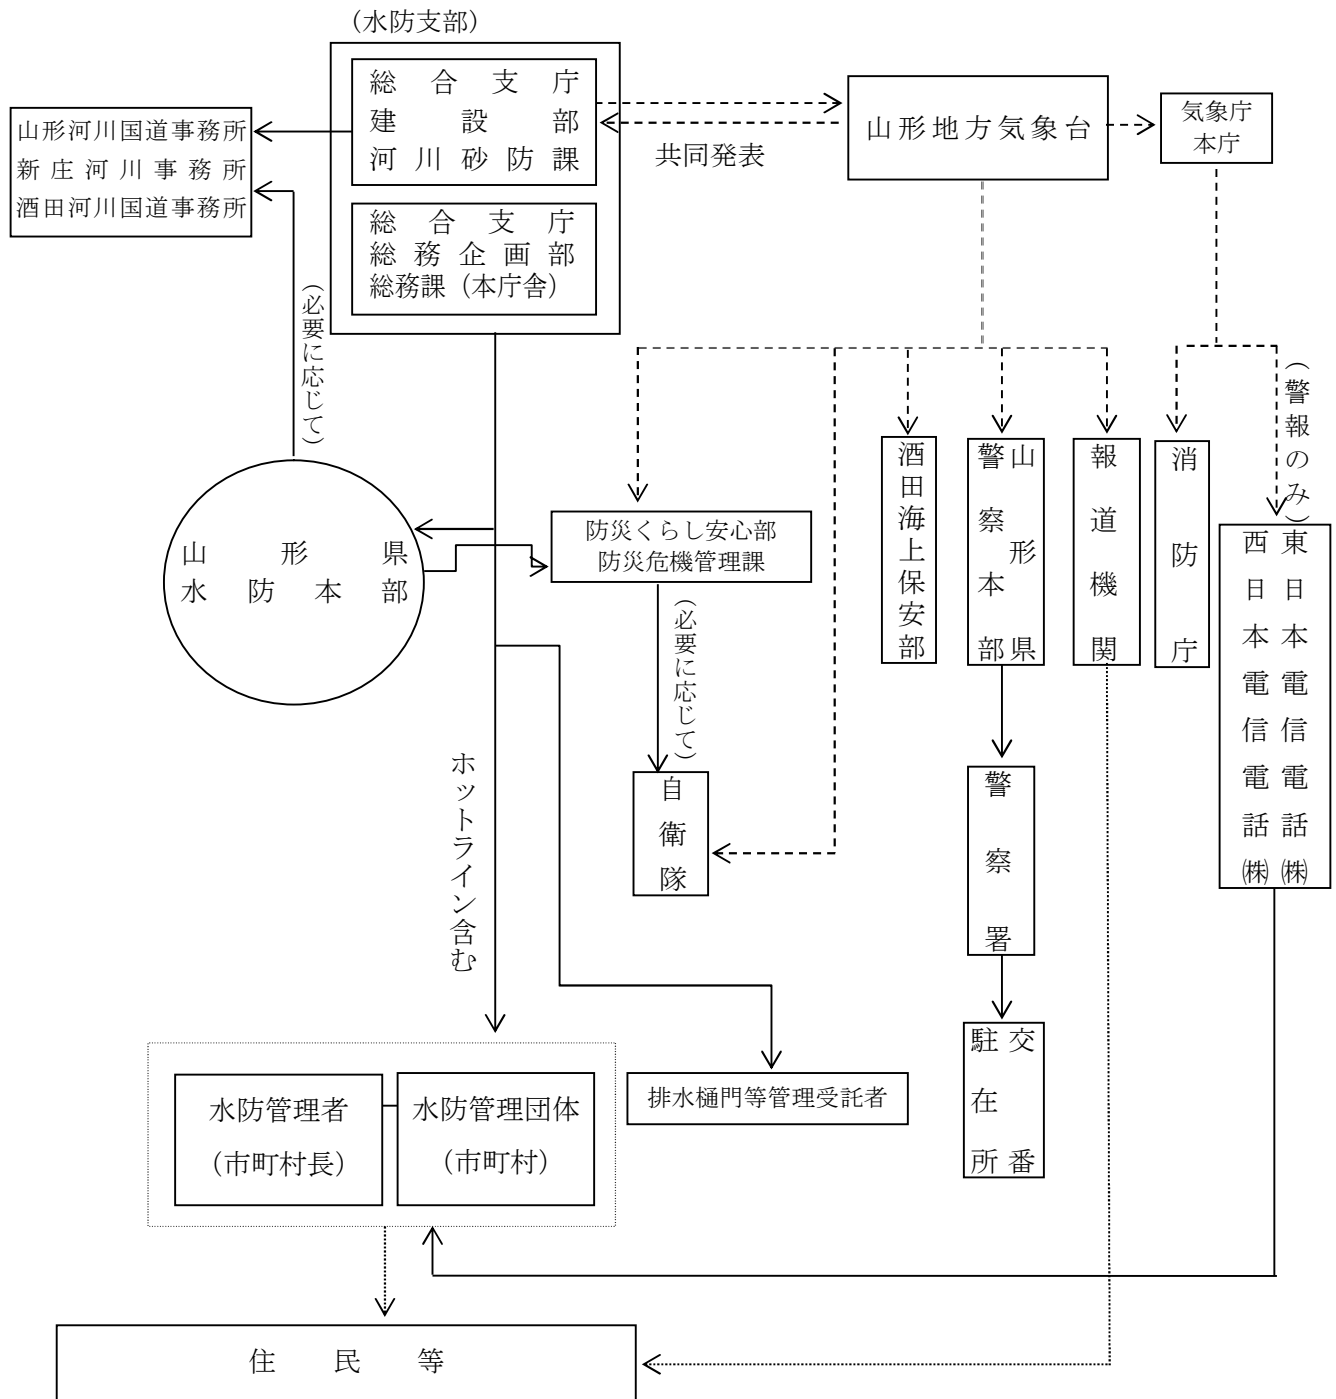 （水防支部）
総合支庁
建設部
河川砂防課
総合支庁
総務企画部
総務課（本庁舎）
山形河川国道事務所
新庄河川事務所
酒田河川国道事務所
共同発表
山形地方気象台
気象庁
本庁
（必要に応じて）
（警報のみ）
山形県
水防本部
防災くらし安心部
防災危機管理課
（必要に応じて）
自衛隊
酒田海上保安部
山形県
警察本部
報道機関
消防庁
東日本電信電話㈱
西日本電信電話㈱
警察署
交番
駐在所
ホットライン含む
水防管理者
（市町村長）
水防管理団体
（市町村）
排水樋門等管理受託者
住民等